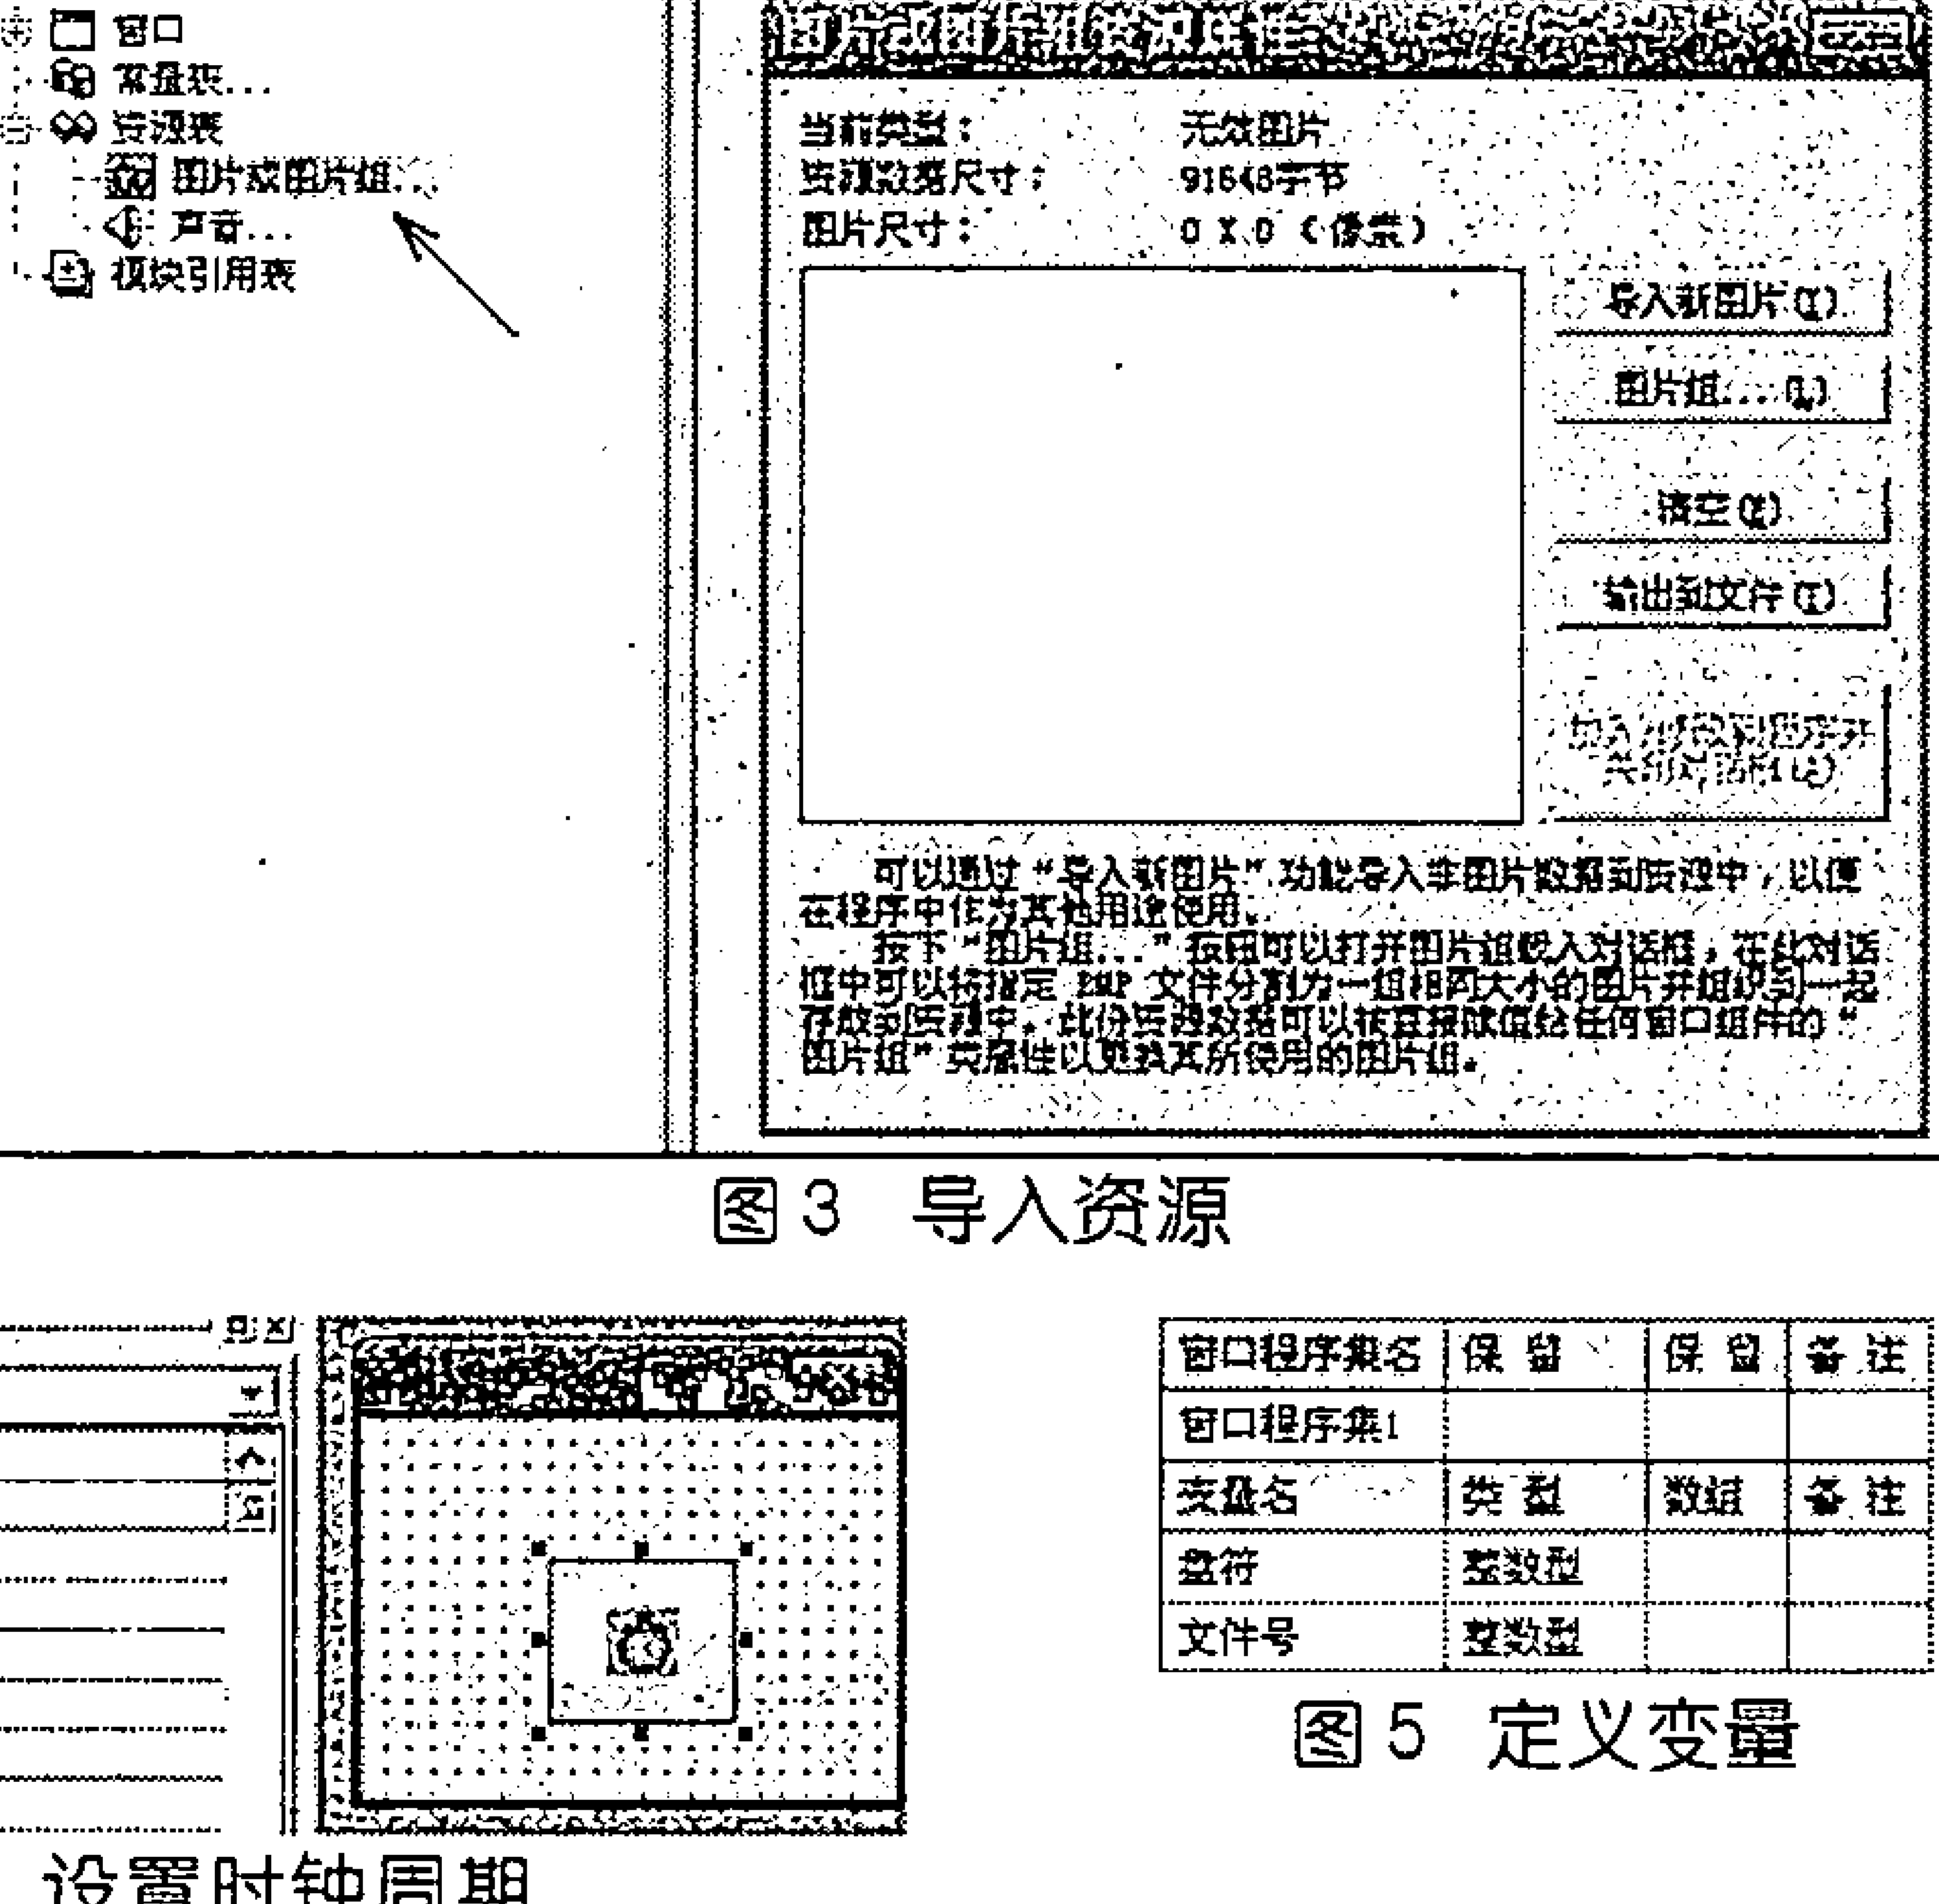 窗口
常量表...
资源表
图片或图片组...
声音...
模块引用表
图片或图片组资源
当前类型： 无效图片
资源数据尺寸： 字节
图片尺寸： 0 X 0 （像素）
导入新图片(I)
图片组...(L)
清空(E)
输出到文件(T)
可以通过“导入新图片”功能导入非图片数据到资源中，以便
在程序中作为其他用途使用。
按下“图片组...”按钮可以打开图片组载入对话框，在此对话
框中可以将指定 BMP 文件分割为一组相同大小的图片并组织到一起
存放到资源中。此份资源数据可以被直接赋值给任何窗口组件的“
图片组”类属性以更换其所使用的图片组。
图 3 导入资源
窗口程序集名 保 留 保 留 备 注
窗口程序集1
变量名 类 型 数组 备 注
盘符 整数型
文件号 整数型
图 5 定义变量
设置时钟周期